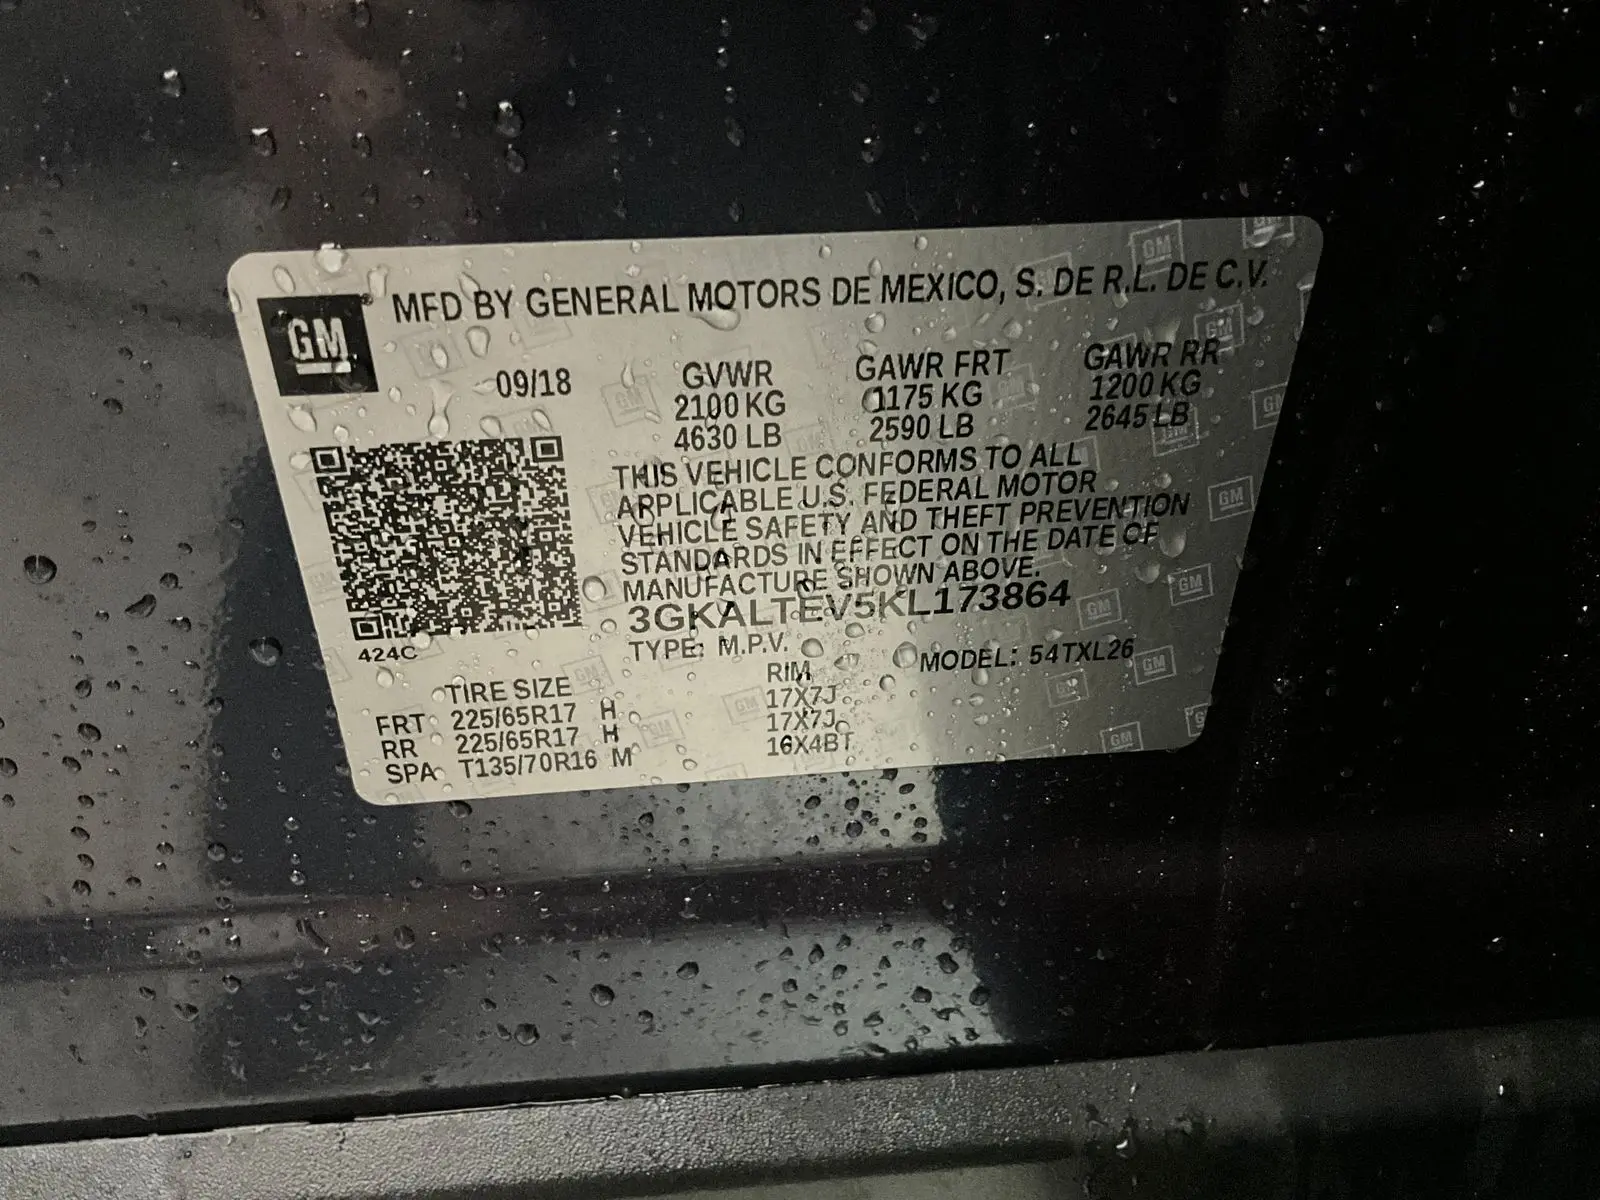 GM® MFD BY GENERAL MOTORS DE MEXICO, S. DE R.L. DE C.V.
09/18 GVWR GAWR FRT GAWR RR
2100 KG 1175 KG 1200 KG
4630 LB 2590 LB 2645 LB
THIS VEHICLE CONFORMS TO ALL
APPLICABLE U.S. FEDERAL MOTOR
VEHICLE SAFETY AND THEFT PREVENTION
STANDARDS IN EFFECT ON THE DATE OF
MANUFACTURE SHOWN ABOVE.
3GKALTEV5KL173864
424C TYPE: M.P.V. MODEL: 54TXL26
TIRE SIZE RIM
FRT 225/65R17 H 17X7J
RR 225/65R17 H 17X7J
SPA T135/70R16 M 16X4BT